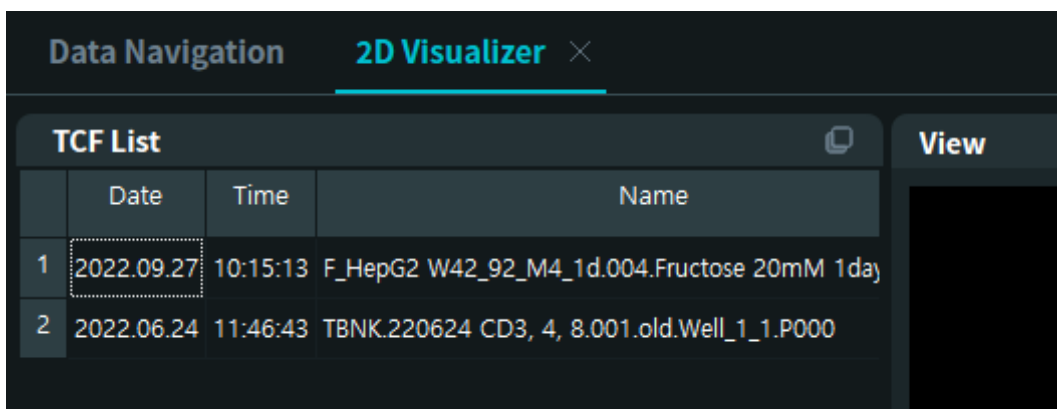 Data Navigation 2D Visualizer
TCF List
View
Date Time Name
1 2022.09.27 10:15:13 F_HepG2 W42_92_M4_1d.004.Fructose 20mM 1day
2 2022.06.24 11:46:43 TBNK.220624 CD3, 4, 8.001.old.Well_1_1.P000